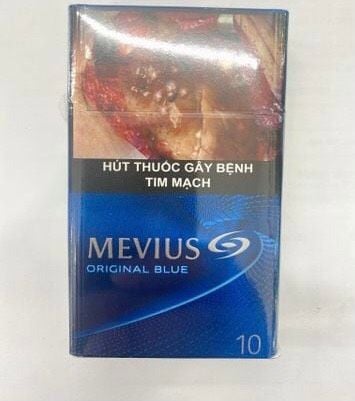 HÚT THUỐC GÂY BỆNH
TIM MẠCH
MEVIUS
ORIGINAL BLUE
10